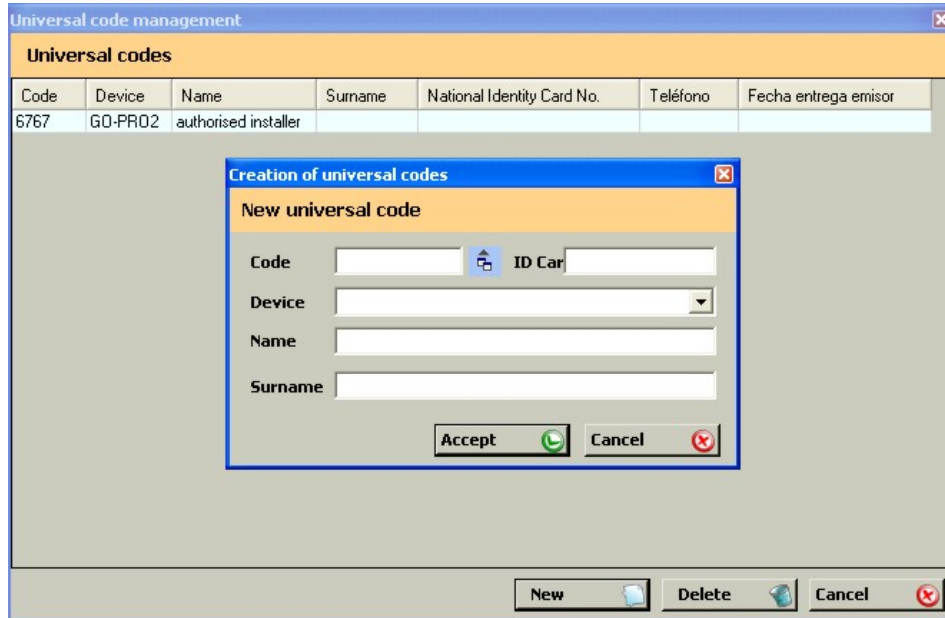 Universal code management
Universal codes
Code Device Name Surname National Identity Card No. Teléfono Fecha entrega emisor
6767 GO-PRO2 authorised installer
Creation of universal codes
New universal code
Code ID Car
Device
Name
Surname
Accept Cancel
New Delete Cancel